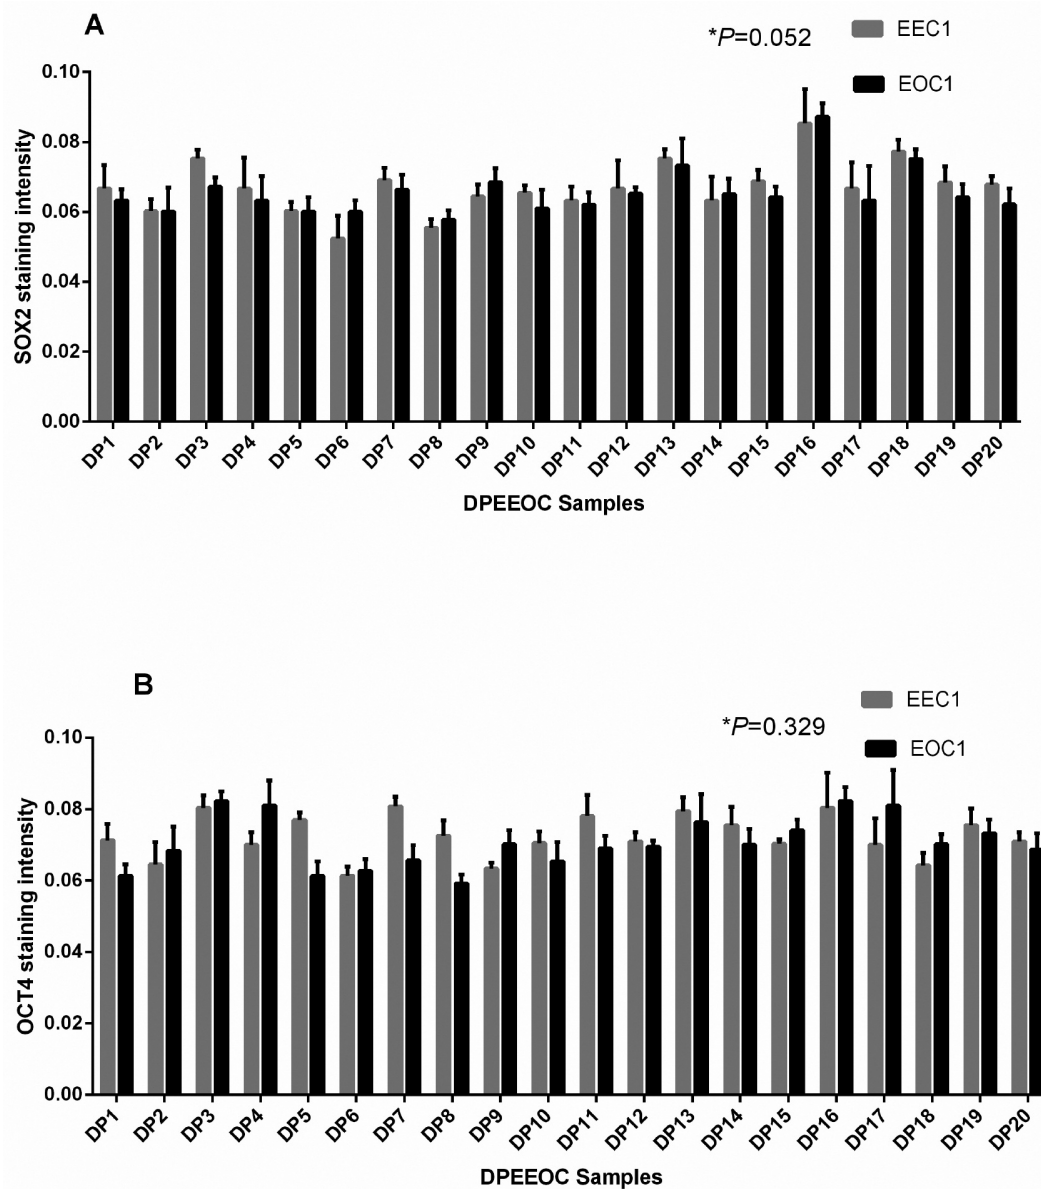 A
*P=0.052
EEC1
EOC1
SOX2 staining intensity
0.10
0.08
0.06
0.04
0.02
0.00
DP1 DP2 DP3 DP4 DP5 DP6 DP7 DP8 DP9 DP10 DP11 DP12 DP13 DP14 DP15 DP16 DP17 DP18 DP19 DP20
DPEEOC Samples
B
*P=0.329
EEC1
EOC1
OCT4 staining intensity
0.10
0.08
0.06
0.04
0.02
0.00
DP1 DP2 DP3 DP4 DP5 DP6 DP7 DP8 DP9 DP10 DP11 DP12 DP13 DP14 DP15 DP16 DP17 DP18 DP19 DP20
DPEEOC Samples